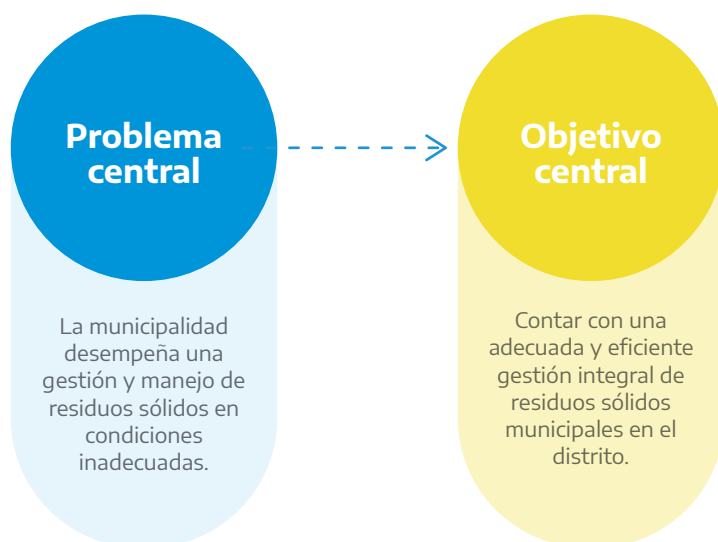 Problema
central
Objetivo
central
La municipalidad
desempeña una
gestión y manejo de
residuos sólidos en
condiciones
inadecuadas.
Contar con una
adecuada y eficiente
gestión integral de
residuos sólidos
municipales en el
distrito.